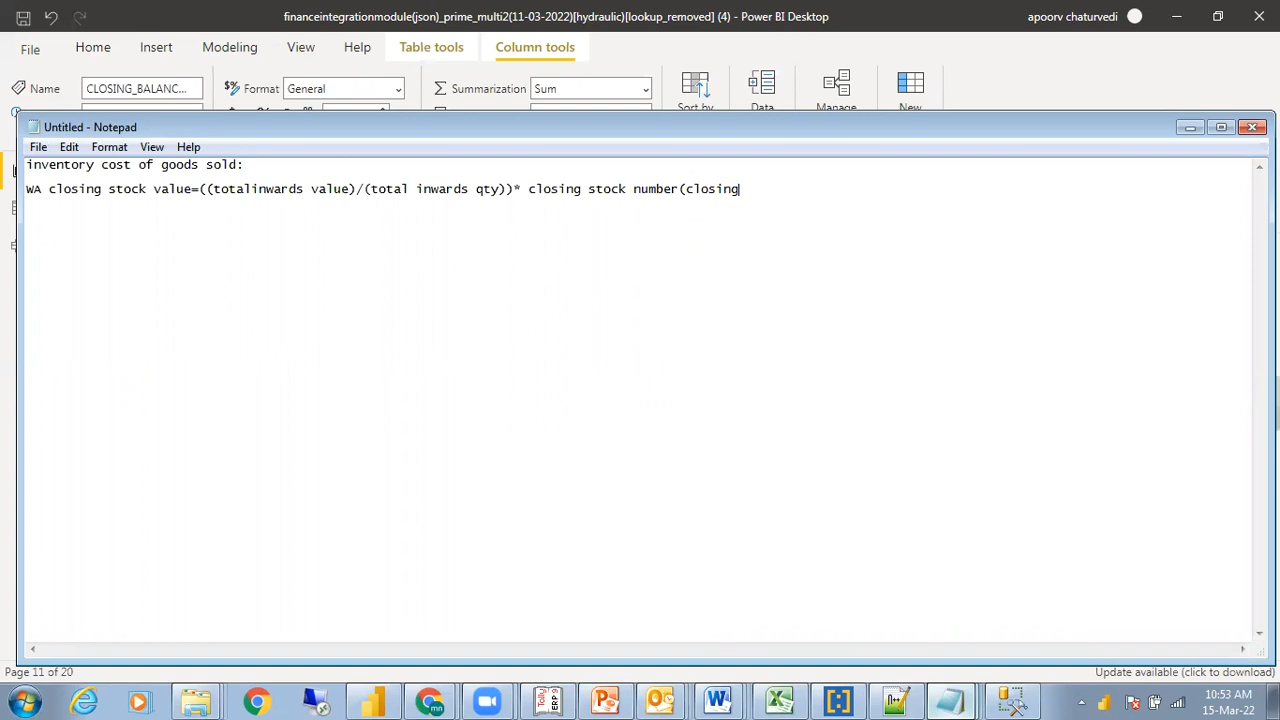 financeintegrationmodule(json)_prime_multi2(11-03-2022)[hydraulic][lookup_removed] (4) - Power BI Desktop
apoorv chaturvedi
File Home Insert Modeling View Help Table tools Column tools
Name CLOSING_BALANC... Format General Summarization Sum Sort by Data Manage New
Untitled - Notepad
File Edit Format View Help
inventory cost of goods sold:
WA closing stock value=((totalinwards value)/(total inwards qty))* closing stock number(closing
Page 11 of 20
Update available (click to download)
10:53 AM
15-Mar-22